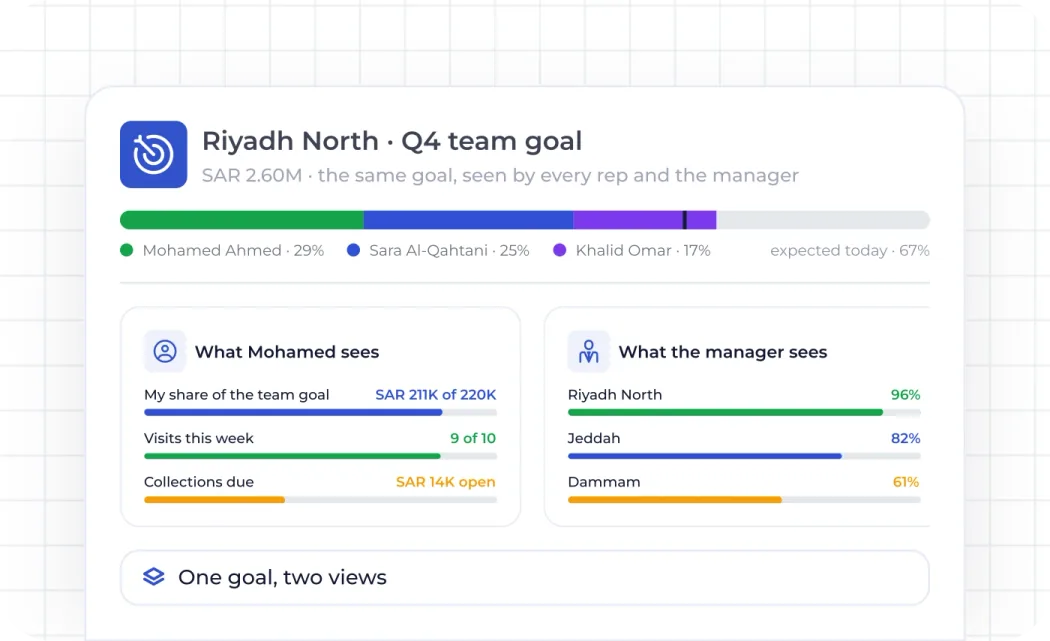 Riyadh North · Q4 team goal
SAR 2.60M · the same goal, seen by every rep and the manager
Mohamed Ahmed · 29% Sara Al-Qahtani · 25% Khalid Omar · 17% expected today · 67%
What Mohamed sees
My share of the team goal SAR 211K of 220K
Visits this week 9 of 10
Collections due SAR 14K open
What the manager sees
Riyadh North 96%
Jeddah 82%
Dammam 61%
One goal, two views